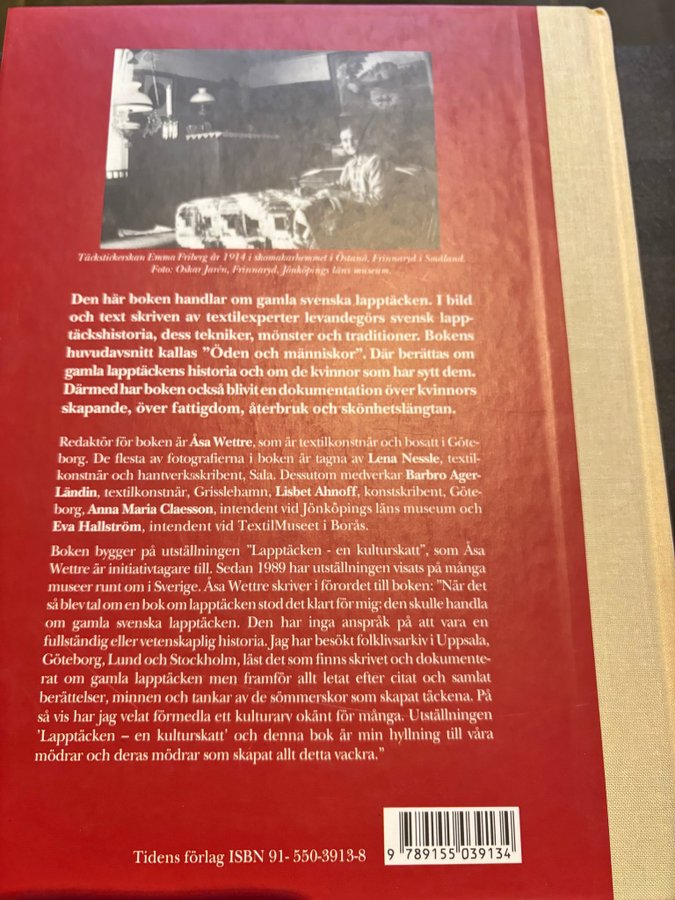 Täckstickerskan Emma Friberg år 1914 i skomakarhemmet i Östanå, Frinnaryd i Småland.
Foto: Oskar Jarén, Frinnaryd, Jönköpings läns museum.
Den här boken handlar om gamla svenska lapptäcken. I bild
och text skriven av textilexperter levandegörs svensk lapp-
täckshistoria, dess tekniker, mönster och traditioner. Bokens
huvudavsnitt kallas ”Öden och människor”. Där berättas om
gamla lapptäckens historia och om de kvinnor som har sytt dem.
Därmed har boken också blivit en dokumentation över kvinnors
skapande, över fattigdom, återbruk och skönhetslängtan.
Redaktör för boken är Åsa Wettre, som är textilkonstnär och bosatt i Göte-
borg. De flesta av fotografierna i boken är tagna av Lena Nessle, textil-
konstnär och hantverksskribent, Sala. Dessutom medverkar Barbro Ager-
Ländin, textilkonstnär, Grisslehamn, Lisbet Ahnoff, konstskribent, Göte-
borg, Anna Maria Claesson, intendent vid Jönköpings läns museum och
Eva Hallström, intendent vid TextilMuseet i Borås.
Boken bygger på utställningen ”Lapptäcken - en kulturskatt”, som Åsa
Wettre är initiativtagare till. Sedan 1989 har utställningen visats på många
museer runt om i Sverige. Åsa Wettre skriver i förordet till boken: ”När det
så blev tal om en bok om lapptäcken stod det klart för mig: den skulle handla
om gamla svenska lapptäcken. Den har inga anspråk på att vara en
fullständig eller vetenskaplig historia. Jag har besökt folklivsarkiv i Uppsala,
Göteborg, Lund och Stockholm, läst det som finns skrivet och dokumente-
rat om gamla lapptäcken men framför allt letat efter citat och samlat
berättelser, minnen och tankar av de sömmerskor som skapat täckena. På
så vis har jag velat förmedla ett kulturarv okänt för många. Utställningen
’Lapptäcken – en kulturskatt’ och denna bok är min hyllning till våra
mödrar och deras mödrar som skapat allt detta vackra.”
Tidens förlag ISBN 91- 550-3913-8
9 789155 039134